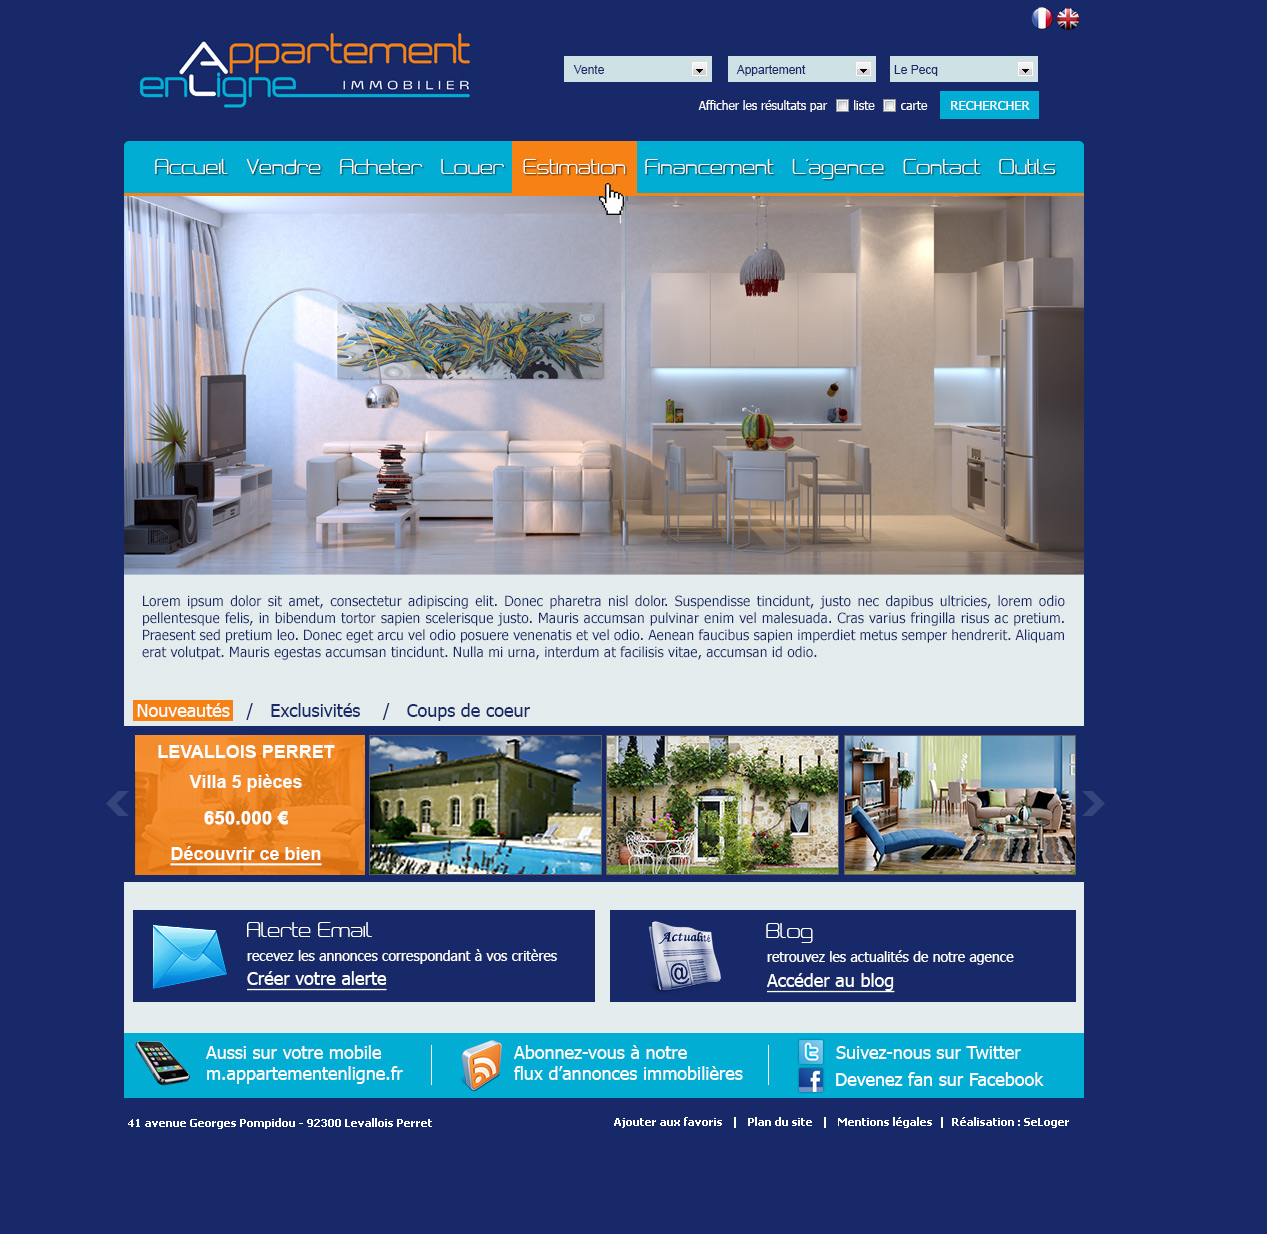 Appartement
enLigne IMMOBILIER
Vente Appartement Le Pecq
Afficher les résultats par liste carte RECHERCHER
Accueil Vendre Acheter Louer Estimation Financement L'agence Contact Outils
Lorem ipsum dolor sit amet, consectetur adipiscing elit. Donec pharetra nisl dolor. Suspendisse tincidunt, justo nec dapibus ultricies, lorem odio
pellentesque felis, in bibendum tortor sapien scelerisque justo. Mauris accumsan pulvinar enim vel malesuada. Cras varius fringilla risus ac pretium.
Praesent sed pretium leo. Donec eget arcu vel odio posuere venenatis et vel odio. Aenean faucibus sapien imperdiet metus semper hendrerit. Aliquam
erat volutpat. Mauris egestas accumsan tincidunt. Nulla mi urna, interdum at facilisis vitae, accumsan id odio.
Nouveautés / Exclusivités / Coups de coeur
LEVALLOIS PERRET
Villa 5 pièces
650.000 €
Découvrir ce bien
Alerte Email
recevez les annonces correspondant à vos critères
Créer votre alerte
Actualité
@
Blog
retrouvez les actualités de notre agence
Accéder au blog
Aussi sur votre mobile
m.appartementenligne.fr
Abonnez-vous à notre
flux d'annonces immobilières
Suivez-nous sur Twitter
Devenez fan sur Facebook
41 avenue Georges Pompidou - 92300 Levallois Perret
Ajouter aux favoris | Plan du site | Mentions légales | Réalisation : SeLoger